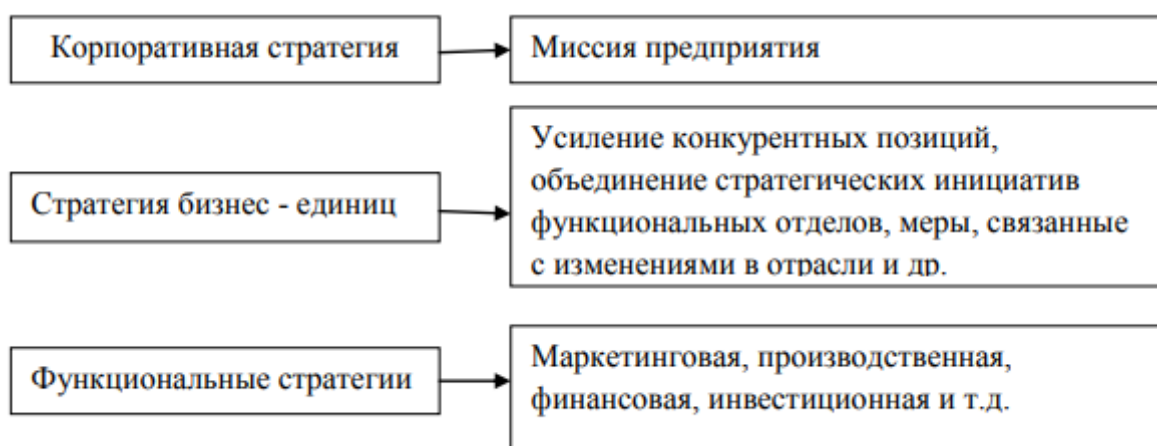 Корпоративная стратегия
Миссия предприятия
Стратегия бизнес - единиц
Усиление конкурентных позиций,
объединение стратегических инициатив
функциональных отделов, меры, связанные
с изменениями в отрасли и др.
Функциональные стратегии
Маркетинговая, производственная,
финансовая, инвестиционная и т.д.